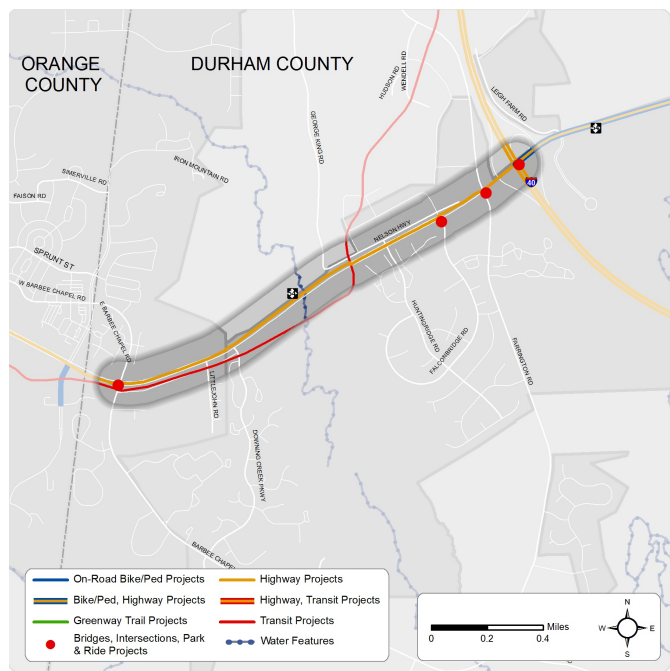 ORANGE
COUNTY
DURHAM COUNTY
HUDSON RD
WENDELL RD
LEIGH FARM RD
GEORGE KING RD
IRON MOUNTAIN RD
SIMERVILLE RD
FAISON RD
40
NELSON HWY
SPRUNT ST
W BARBEE CHAPEL RD
E BARBEE CHAPEL RD
HUNTINGRIDGE RD
FALCONBRIDGE RD
FARRINGTON RD
LITTLEJOHN RD
DOWNING CREEK PKWY
BARBEE CHAPEL
On-Road Bike/Ped Projects
Highway Projects
Bike/Ped, Highway Projects
Highway, Transit Projects
Greenway Trail Projects
Transit Projects
Bridges, Intersections, Park
& Ride Projects
Water Features
Miles
0 0.2 0.4
N
W E
S